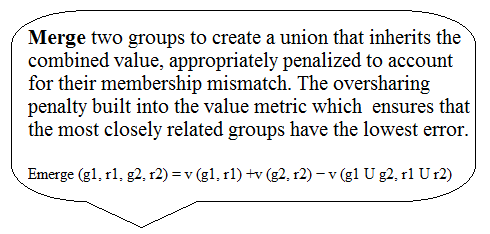 Merge two groups to create a union that inherits the
combined value, appropriately penalized to account
for their membership mismatch. The oversharing
penalty built into the value metric which  ensures that
the most closely related groups have the lowest error.
Emerge (g1, r1, g2, r2) = v (g1, r1) +v (g2, r2) − v (g1 U g2, r1 U r2)